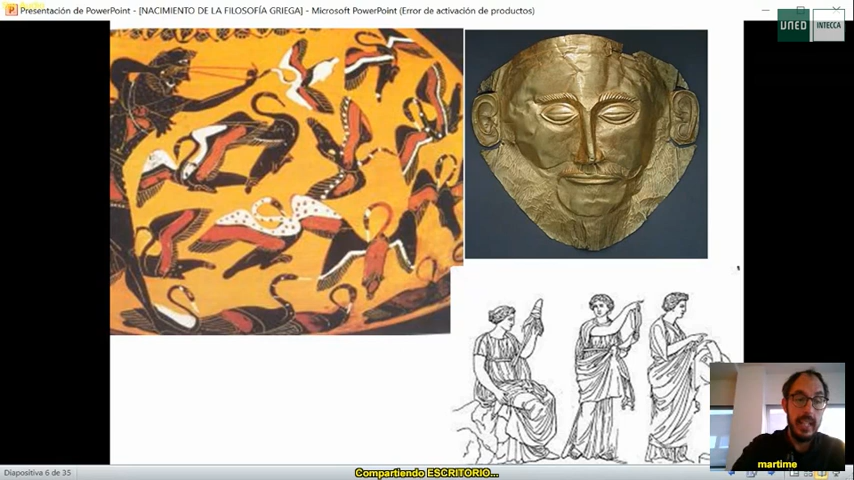 Presentación de PowerPoint - [NACIMIENTO DE LA FILOSOFÍA GRIEGA] - Microsoft PowerPoint (Error de activación de productos)
UNED INTECCA
martime
Diapositiva 6 de 35
Compartiendo ESCRITORIO...